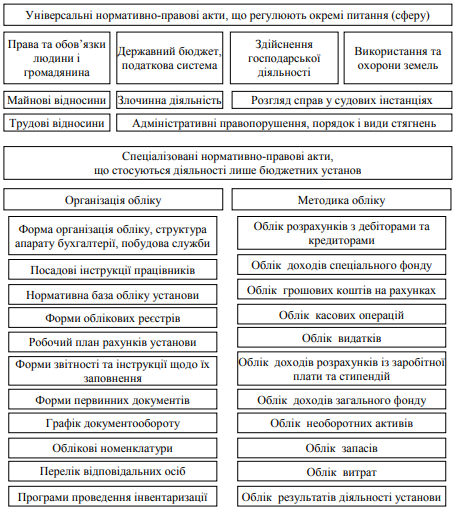 Універсальні нормативно-правові акти, що регулюють окремі питання (сферу)
Права та обов’язки
людини і
громадянина
Державний бюджет,
податкова система
Здійснення
господарської
діяльності
Використання та
охорони земель
Майнові відносини
Злочинна діяльність
Розгляд справ у судових інстанціях
Трудові відносини
Адміністративні правопорушення, порядок і види стягнень
Спеціалізовані нормативно-правові акти,
що стосуються діяльності лише бюджетних установ
Організація обліку
Методика обліку
Форма організація обліку, структура
апарату бухгалтерії, побудова служби
Посадові інструкції працівників
Нормативна база обліку установи
Форми облікових реєстрів
Робочий план рахунків установи
Форми звітності та інструкції щодо їх
заповнення
Форми первинних документів
Графік документообороту
Облікові номенклатури
Перелік відповідальних осіб
Програми проведення інвентаризації
Облік розрахунків з дебіторами та
кредиторами
Облік доходів спеціального фонду
Облік грошових коштів на рахунках
Облік касових операцій
Облік видатків
Облік доходів розрахунків із заробітної
плати та стипендій
Облік доходів загального фонду
Облік необоротних активів
Облік запасів
Облік витрат
Облік результатів діяльності установи